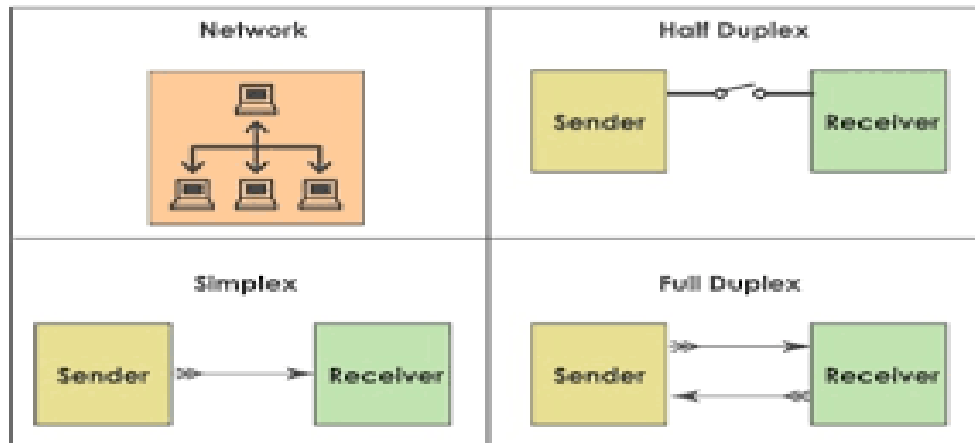 Network
Half Duplex
Sender
Receiver
Simplex
Full Duplex
Sender
Receiver
Sender
Receiver